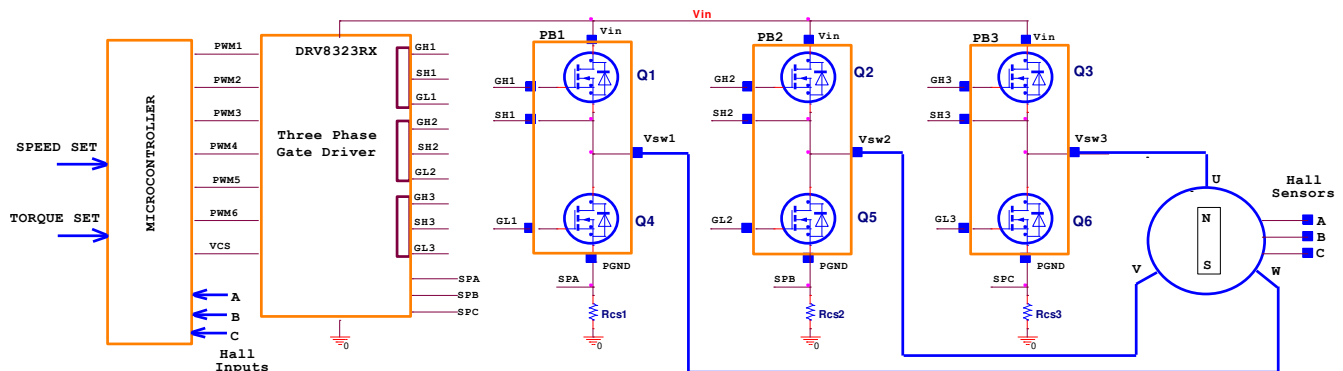 Vin
MICROCONTROLLER
SPEED SET
TORQUE SET
PWM1
PWM2
PWM3
PWM4
PWM5
PWM6
VCS
A
B
C
Hall
Inputs
DRV8323RX
Three Phase
Gate Driver
GH1
SH1
GL1
GH2
SH2
GL2
GH3
SH3
GL3
SPA
SPB
SPC
0
PB1
Vin
Q1
GH1
SH1
Vsw1
Q4
GL1
PGND
SPA
Rcs1
0
PB2
Vin
Q2
GH2
SH2
Vsw2
Q5
GL2
PGND
SPB
Rcs2
0
PB3
Vin
Q3
GH3
SH3
Vsw3
Q6
GL3
PGND
SPC
Rcs3
0
U
V
W
N
S
Hall
Sensors
A
B
C